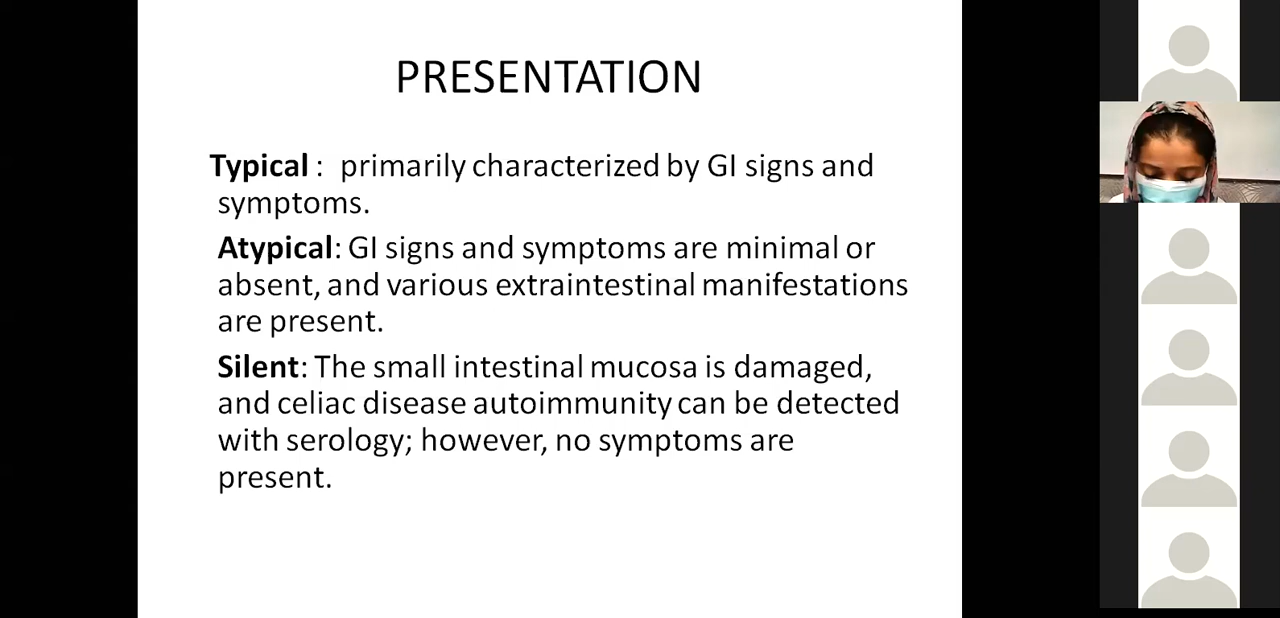 PRESENTATION
Typical : primarily characterized by GI signs and
symptoms.
Atypical: GI signs and symptoms are minimal or
absent, and various extraintestinal manifestations
are present.
Silent: The small intestinal mucosa is damaged,
and celiac disease autoimmunity can be detected
with serology; however, no symptoms are
present.